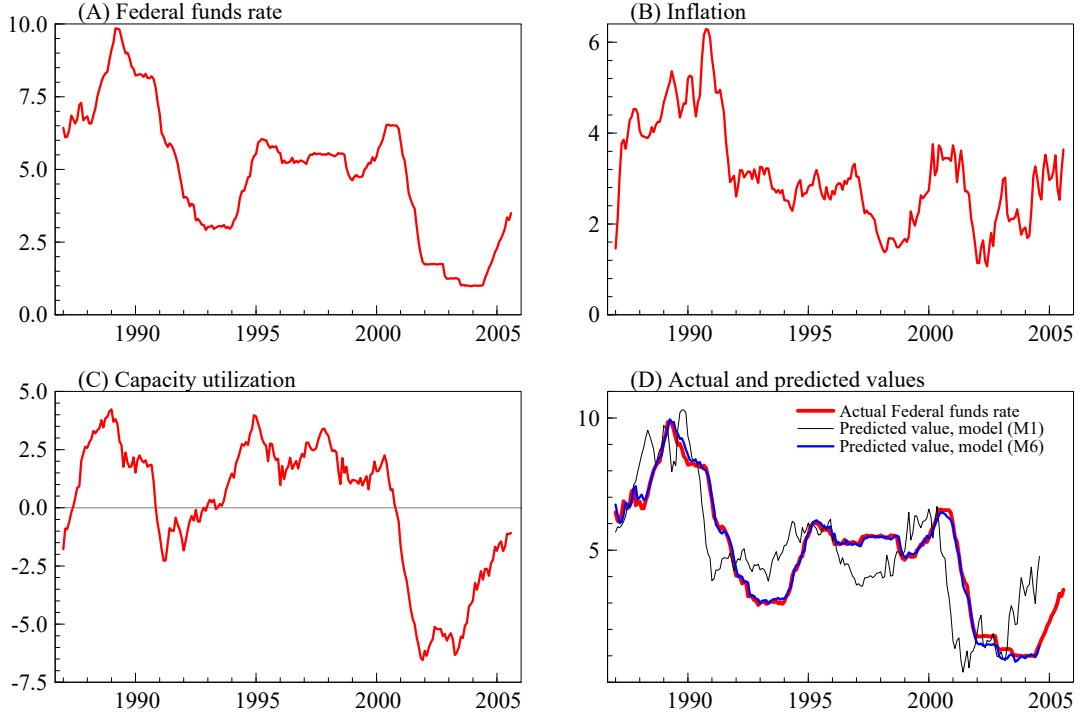 (A) Federal funds rate
10.0
7.5
5.0
2.5
0.0
1990 1995 2000 2005
(B) Inflation
6
4
2
0
1990 1995 2000 2005
(C) Capacity utilization
5.0
2.5
0.0
-2.5
-5.0
-7.5
1990 1995 2000 2005
(D) Actual and predicted values
Actual Federal funds rate
Predicted value, model (M1)
Predicted value, model (M6)
10
5
1990 1995 2000 2005